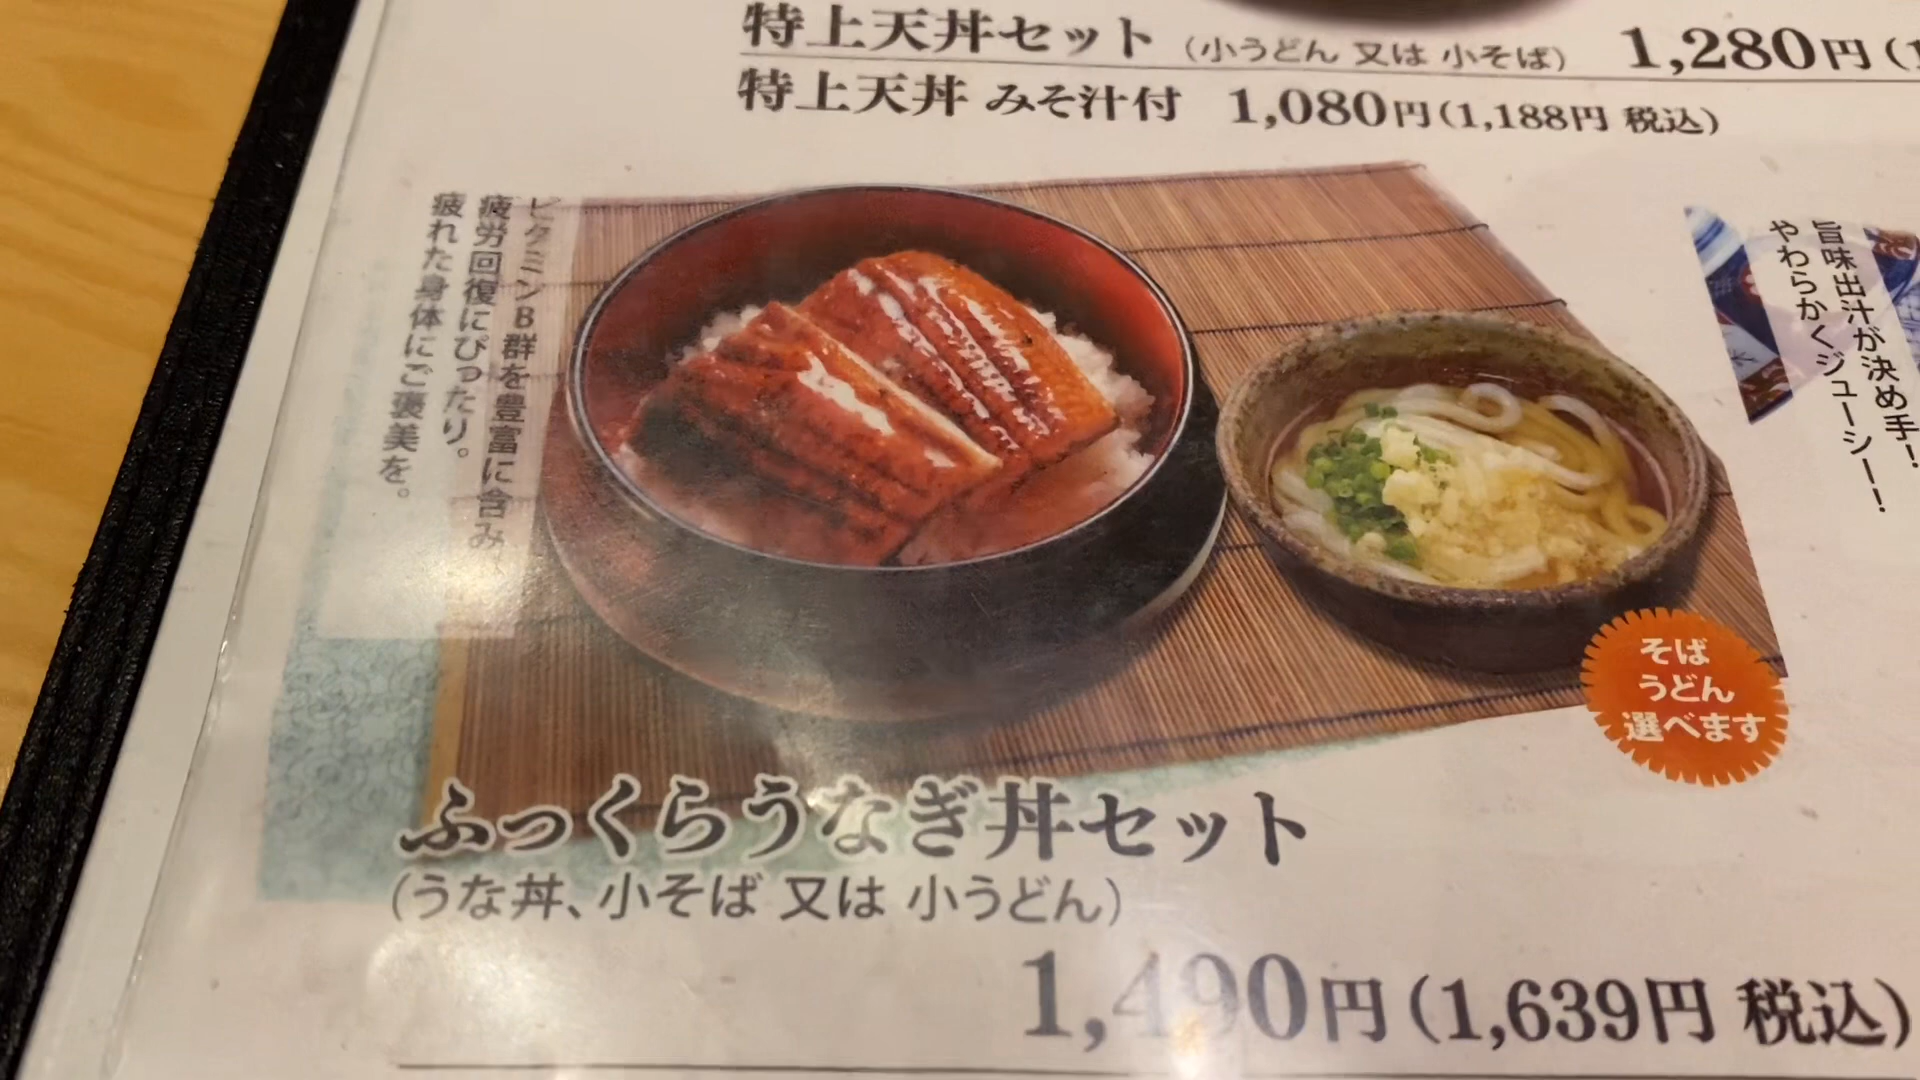 特上天丼セット (小うどん 又は 小そば) 1,280円(1
特上天丼 みそ汁付 1,080円(1,188円 税込)
ビタミンB群を豊富に含み、
疲労回復にぴったり。
疲れた身体にご褒美を。
旨味出汁が決め手!
やわらかくジューシー!
そば
うどん
選べます
ふっくらうなぎ丼セット
(うな丼、小そば 又は 小うどん)
1,490円(1,639円 税込)